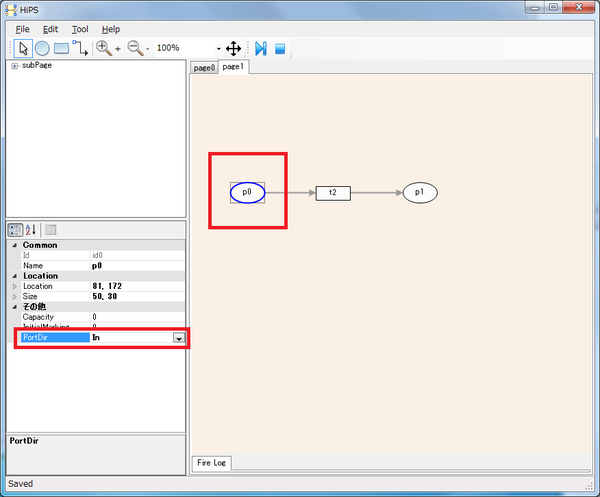 HiPS
File Edit Tool Help
+ - 100%
subPage
page0 page1
p0 t2 p1
Common
Id id0
Name p0
Location
Location 81, 172
Size 50, 30
その他
Capacity 0
InitialMarking 0
PortDir In
PortDir
Fire Log
Saved